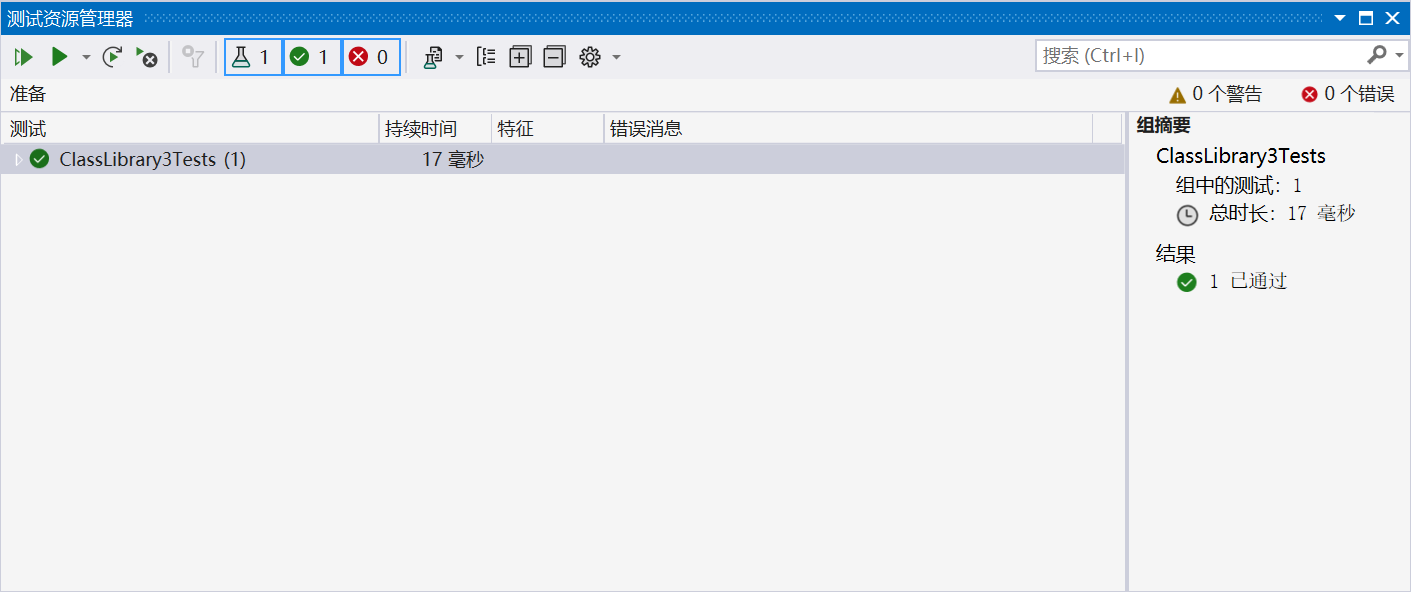 测试资源管理器
1 1 0 搜索 (Ctrl+I)
准备 0 个警告 0 个错误
测试 持续时间 特征 错误消息
ClassLibrary3Tests (1) 17 毫秒
组摘要
ClassLibrary3Tests
组中的测试: 1
总时长: 17 毫秒
结果
1 已通过